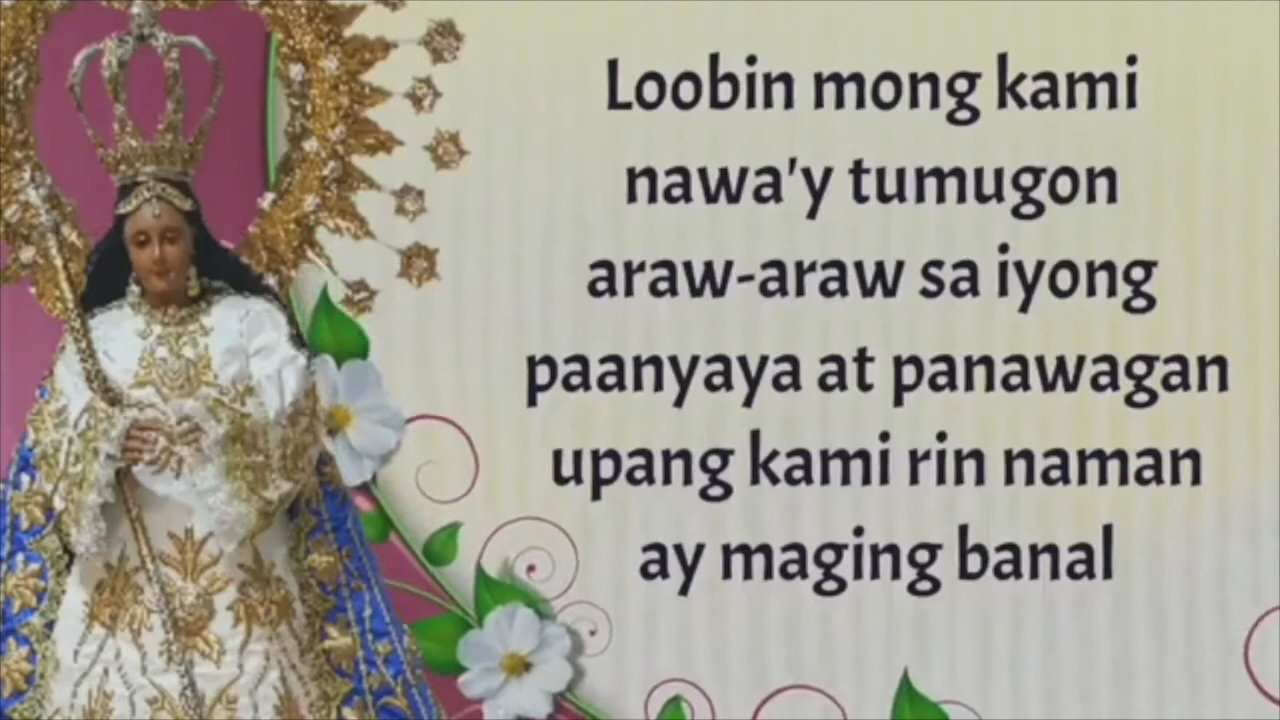 Loobin mong kami
nawa'y tumugon
araw-araw sa iyong
paanyaya at panawagan
upang kami rin naman
ay maging banal